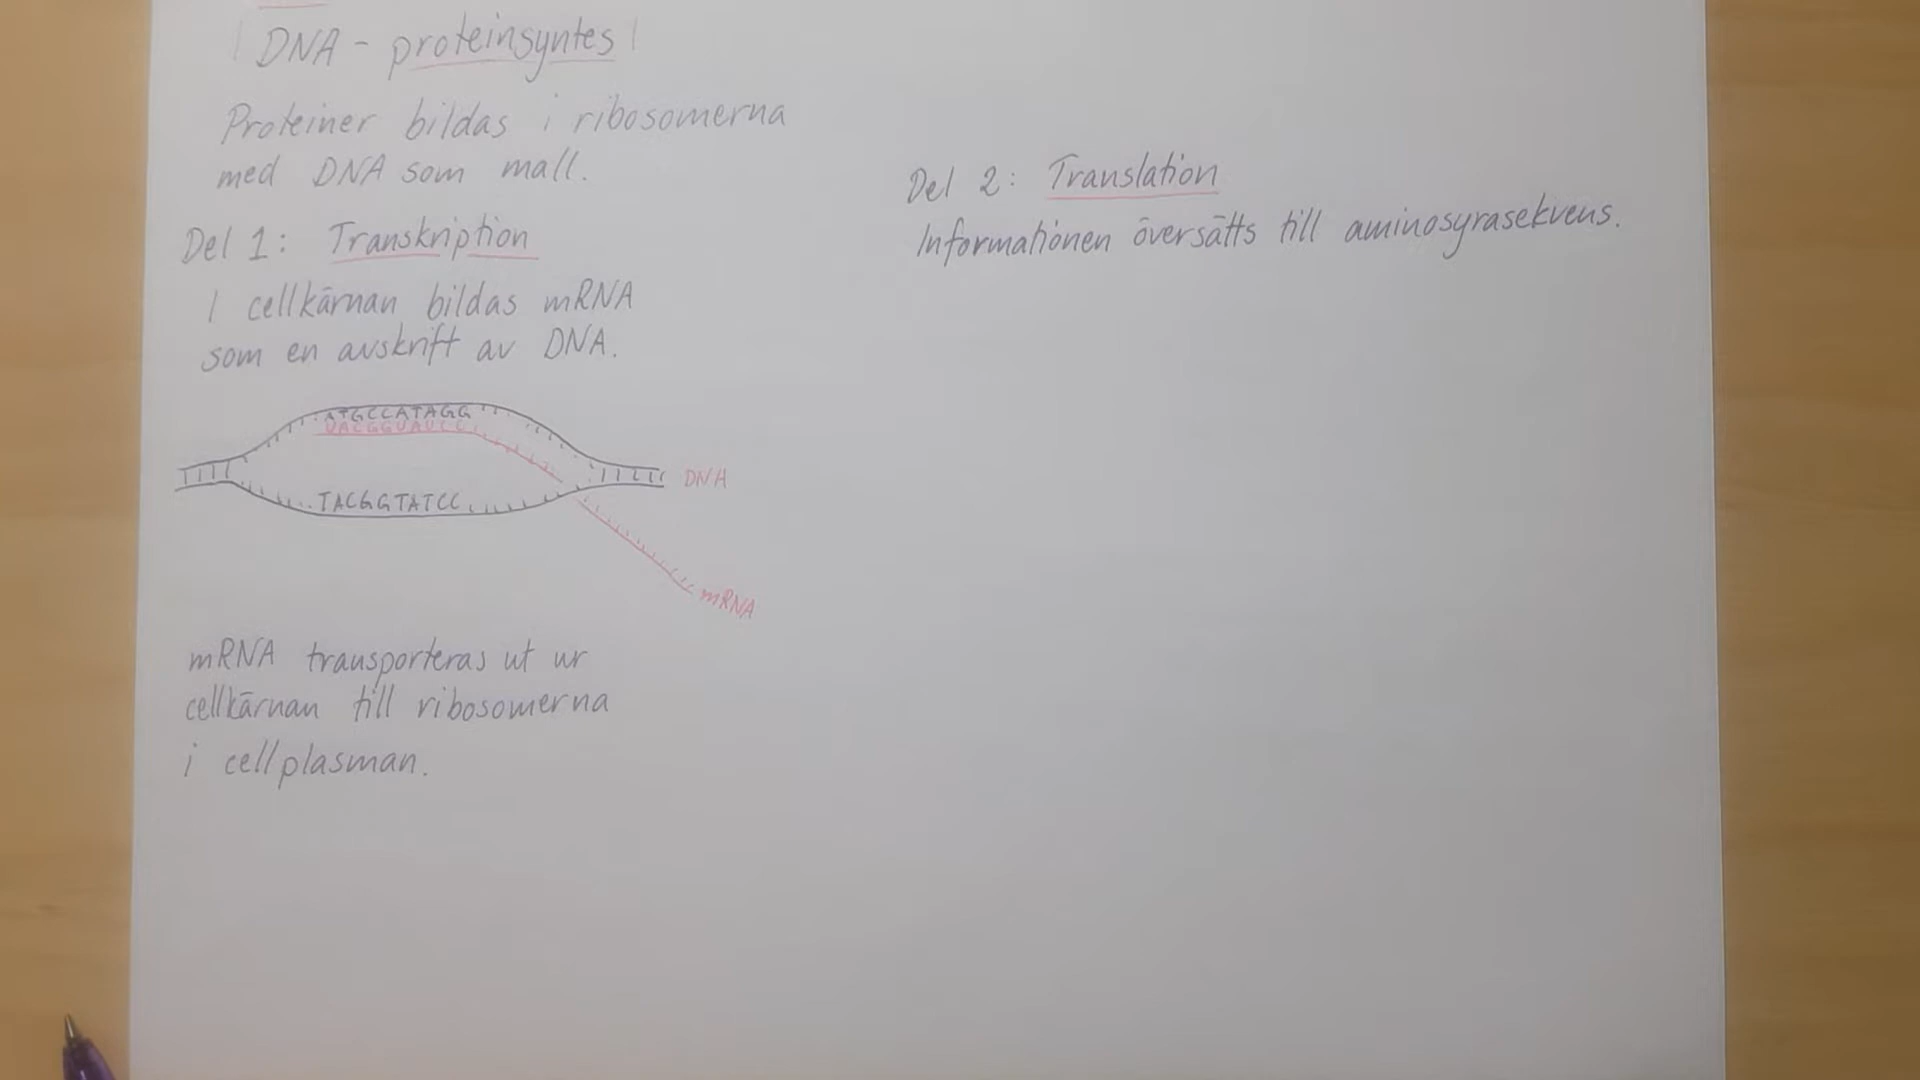 DNA - proteinsyntes
Proteiner bildas i ribosomerna
med DNA som mall.
Del 1: Transkription
I cellkärnan bildas mRNA
som en avskrift av DNA.
ATGCCATAGG
UACGGUAUCC
TACGGTATCC
DNA
mRNA
mRNA transporteras ut ur
cellkärnan till ribosomerna
i cellplasman.
Del 2: Translation
Informationen översätts till aminosyrasekvens.